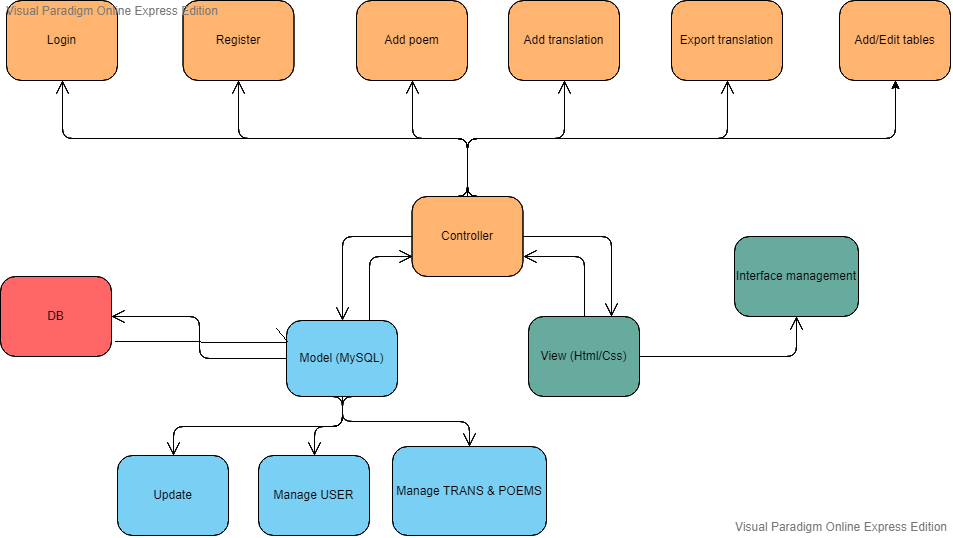 Visual Paradigm Online Express Edition
Login
Register
Add poem
Add translation
Export translation
Add/Edit tables
Controller
Interface management
DB
Model (MySQL)
View (Html/Css)
Update
Manage USER
Manage TRANS & POEMS
Visual Paradigm Online Express Edition